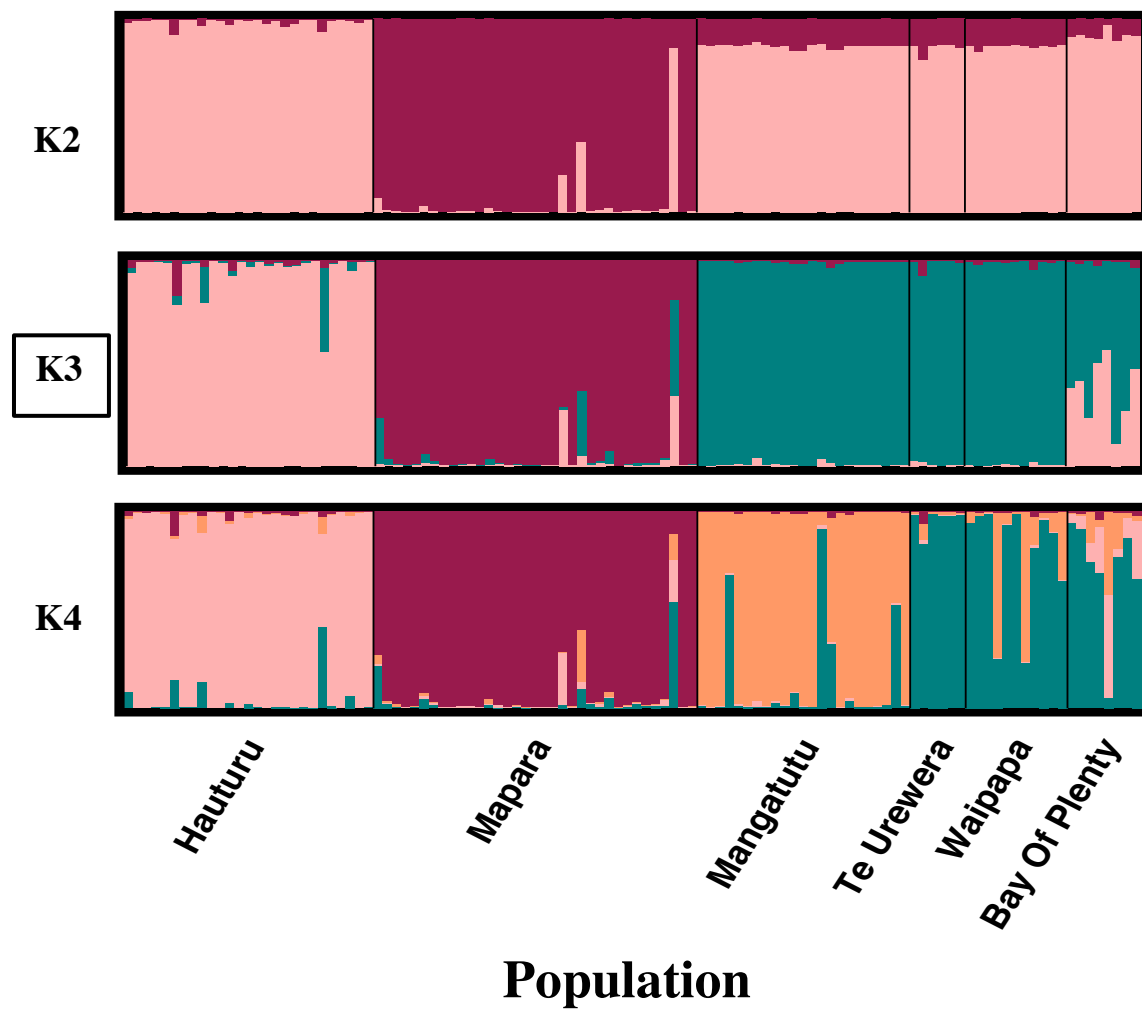 K2
K3
K4
Hauturu
Mapara
Mangatutu
Te Urewera
Waipapa
Bay Of Plenty
Population